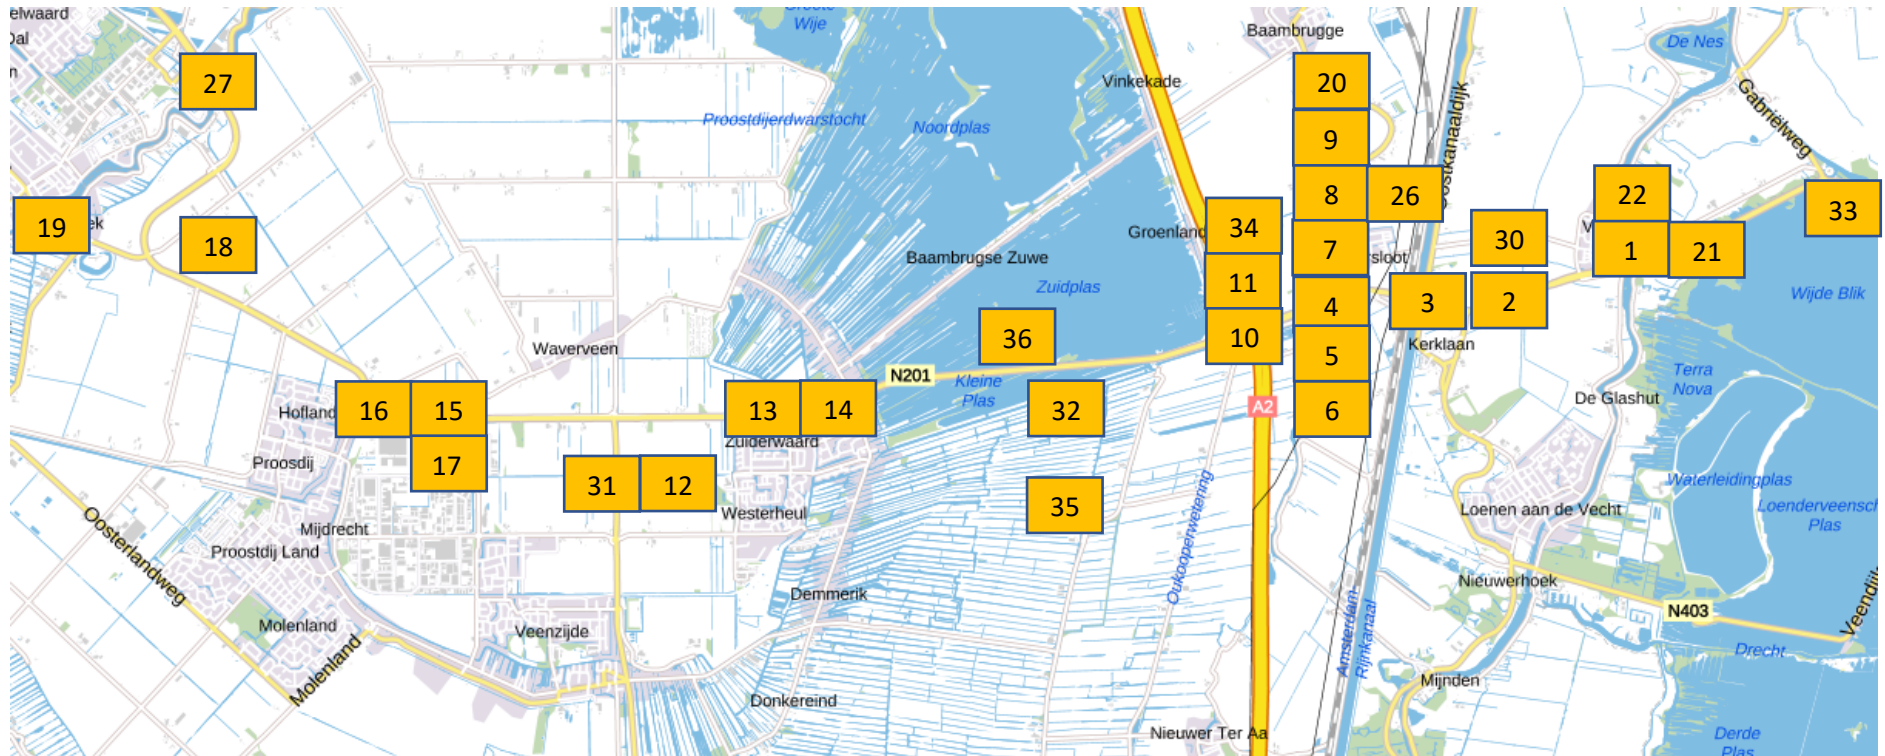 elwaard
Groote
Wije
Baambrugge
De Nes
27
Vinkekade
20
Gabriëlweg
Proostdijerdwarstocht
Noordplas
9
8
26
22
33
19
ek
18
Groenland
34
7
30
1
21
Baambrugse Zuwe
Zuidplas
11
4
3
2
Wijde Blik
36
10
Waverveen
5
Kerklaan
N201
Kleine
Plas
Terra
Nova
Hofland
16
15
13
14
32
A2
6
De Glashut
Zuiderwaard
Proosdij
17
31
12
35
Waterleidingplas
Westerheul
Loenen aan de Vecht
Plas
Mijdrecht
Oosterlandweg
Proostdij Land
Oukooperwetering
Nieuwerhoek
Demmerik
N403
Molenland
Veenzijde
Amsterdam
Rijnkanaal
Drecht
Molenland
Mijnden
Donkereind
Nieuwer Ter Aa
Derde
Plas